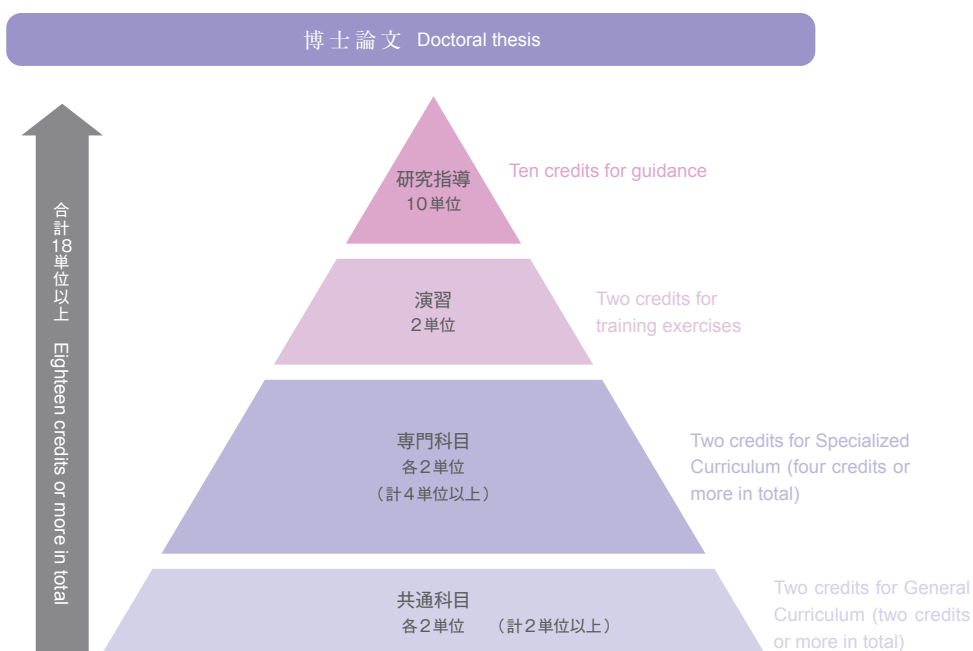 博士論文 Doctoral thesis
合計18単位以上 Eighteen credits or more in total
研究指導
10単位
Ten credits for guidance
演習
2単位
Two credits for
training exercises
専門科目
各2単位
（計4単位以上）
Two credits for Specialized
Curriculum (four credits or
more in total)
共通科目
各2単位 （計2単位以上）
Two credits for General
Curriculum (two credits
or more in total)